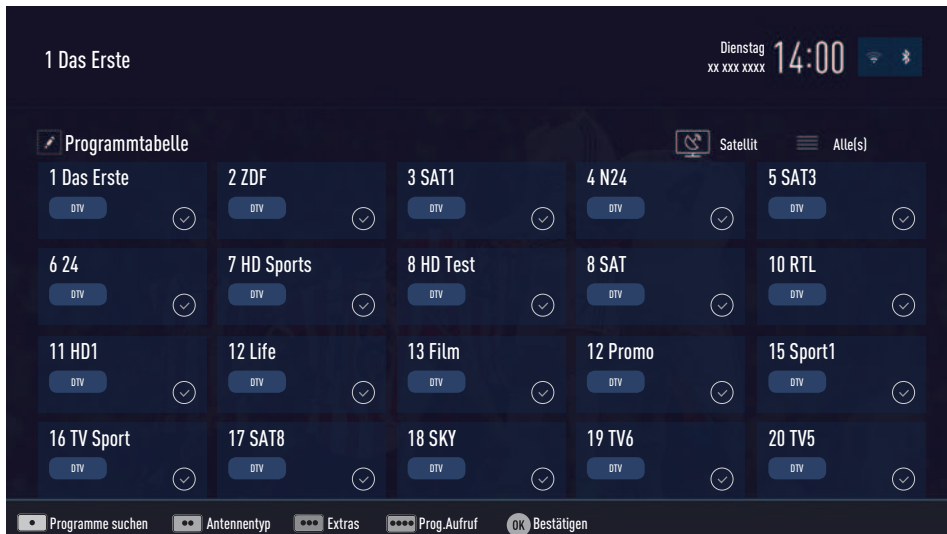 1 Das Erste
Dienstag
xx xxx xxxx
14:00
Programmtabelle
Satellit
Alle(s)
1 Das Erste
2 ZDF
3 SAT1
4 N24
5 SAT3
DTV
DTV
DTV
DTV
DTV
6 24
7 HD Sports
8 HD Test
8 SAT
10 RTL
DTV
DTV
DTV
DTV
DTV
11 HD1
12 Life
13 Film
12 Promo
15 Sport1
DTV
DTV
DTV
DTV
DTV
16 TV Sport
17 SAT8
18 SKY
19 TV6
20 TV5
DTV
DTV
DTV
DTV
DTV
Programme suchen
Antennentyp
Extras
Prog.Aufruf
OK Bestätigen